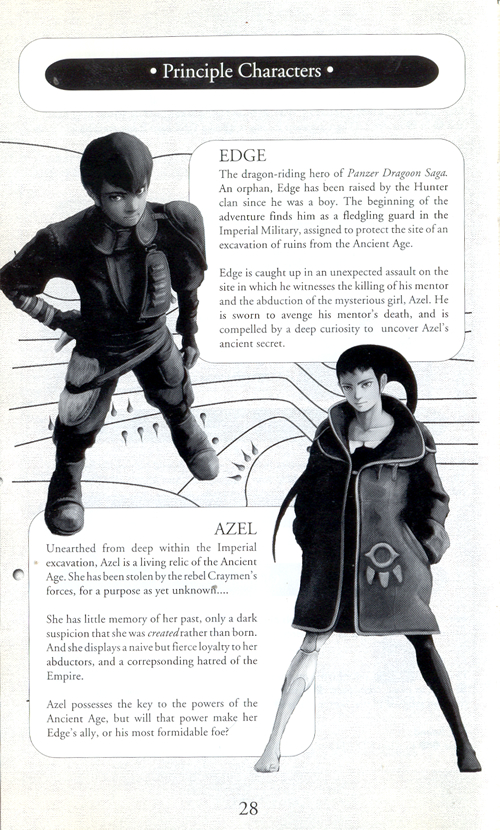 • Principle Characters •
EDGE
The dragon-riding hero of Panzer Dragoon Saga.
An orphan, Edge has been raised by the Hunter
clan since he was a boy. The beginning of the
adventure finds him as a fledgling guard in the
Imperial Military, assigned to protect the site of an
excavation of ruins from the Ancient Age.
Edge is caught up in an unexpected assault on the
site in which he witnesses the killing of his mentor
and the abduction of the mysterious girl, Azel. He
is sworn to avenge his mentor's death, and is
compelled by a deep curiosity to uncover Azel's
ancient secret.
AZEL
Unearthed from deep within the Imperial
excavation, Azel is a living relic of the Ancient
Age. She has been stolen by the rebel Craymen's
forces, for a purpose as yet unknown....
She has little memory of her past, only a dark
suspicion that she was created rather than born.
And she displays a naive but fierce loyalty to her
abductors, and a correpsonding hatred of the
Empire.
Azel possesses the key to the powers of the
Ancient Age, but will that power make her
Edge's ally, or his most formidable foe?
28